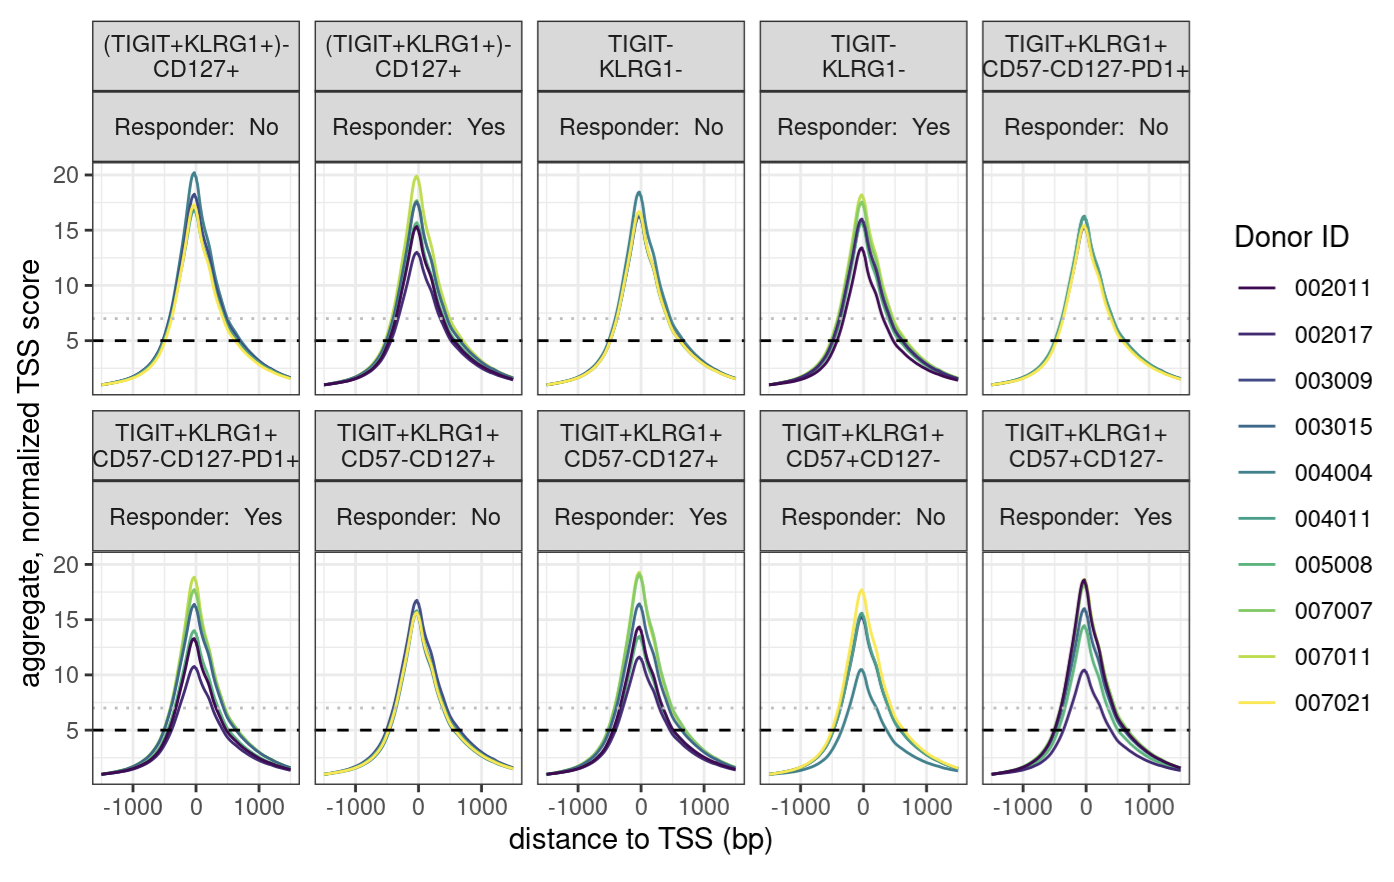 (TIGIT+KLRG1+)-
CD127+
Responder: No
(TIGIT+KLRG1+)-
CD127+
Responder: Yes
TIGIT-
KLRG1-
Responder: No
TIGIT-
KLRG1-
Responder: Yes
TIGIT+KLRG1+
CD57-CD127-PD1+
Responder: No
20
15
10
5
TIGIT+KLRG1+
CD57-CD127-PD1+
Responder: Yes
TIGIT+KLRG1+
CD57-CD127+
Responder: No
TIGIT+KLRG1+
CD57-CD127+
Responder: Yes
TIGIT+KLRG1+
CD57+CD127-
Responder: No
TIGIT+KLRG1+
CD57+CD127-
Responder: Yes
20
15
10
5
-1000 0 1000
-1000 0 1000
-1000 0 1000
-1000 0 1000
-1000 0 1000
distance to TSS (bp)
aggregate, normalized TSS score
Donor ID
002011
002017
003009
003015
004004
004011
005008
007007
007011
007021